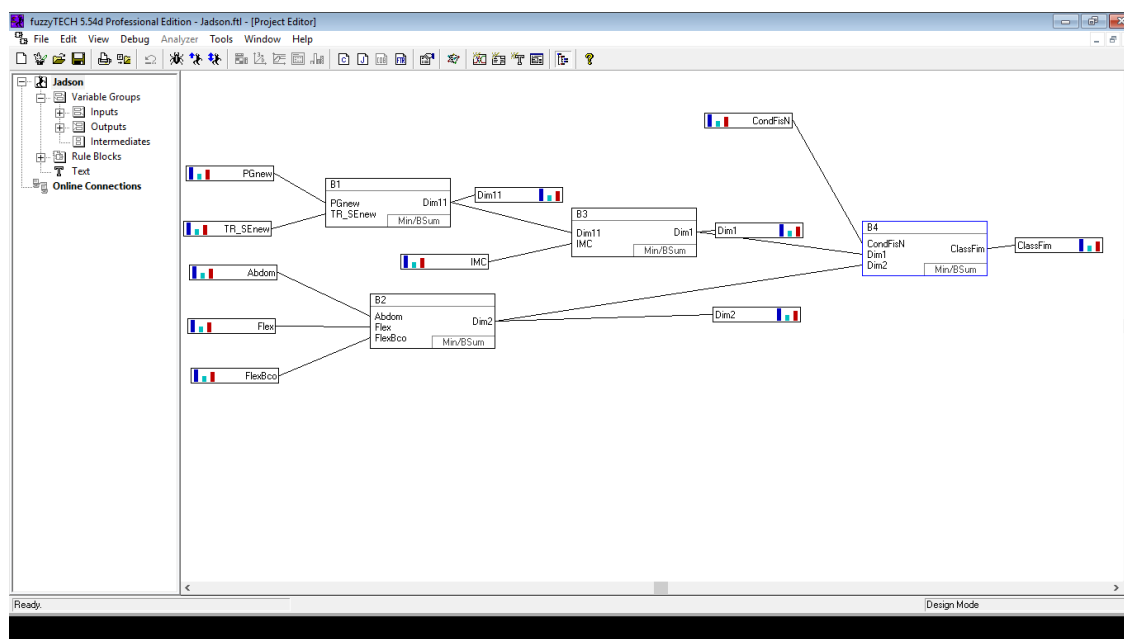 fuzzyTECH 5.54d Professional Edition - Jadson.ftl - [Project Editor]
File Edit View Debug Analyzer Tools Window Help
Jadson
Variable Groups
Inputs
Outputs
Intermediates
Rule Blocks
Text
Online Connections
CondFisN
PGnew
TR_SEnew
B1
PGnew Dim11
TR_SEnew
Min/BSum
Dim11
IMC
B3
Dim11 Dim1
IMC
Min/BSum
Dim1
Abdom
Flex
FlexBco
B2
Abdom
Flex Dim2
FlexBco
Min/BSum
Dim2
B4
CondFisN
Dim1 ClassFim
Dim2
Min/BSum
ClassFim
Ready.
Design Mode